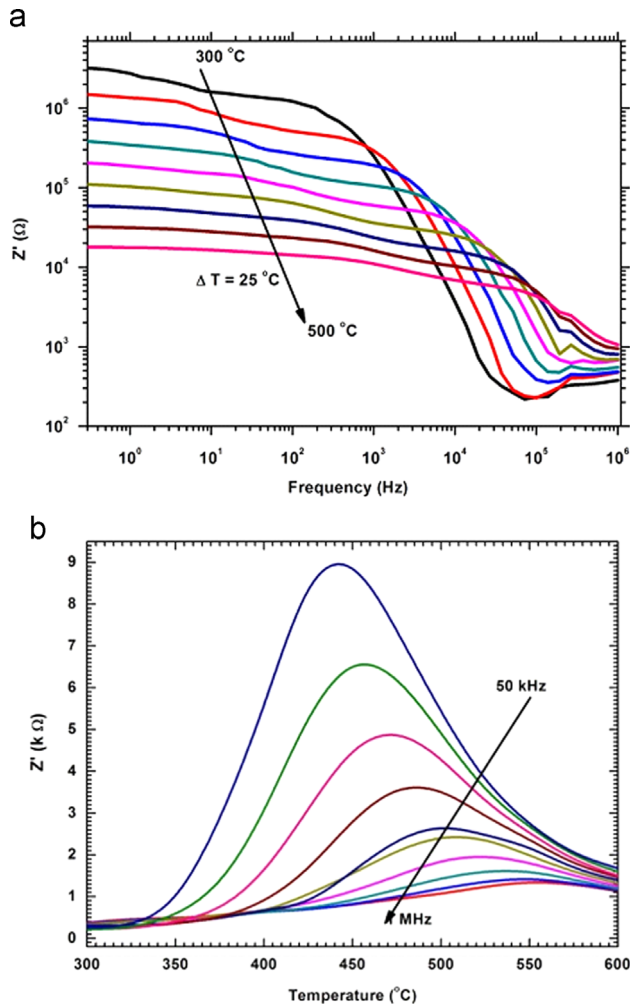 a
10⁶
10⁵
10⁴
10³
10²
Z' (Ω)
300 °C
Δ T = 25 °C
500 °C
10⁰ 10¹ 10² 10³ 10⁴ 10⁵ 10⁶
Frequency (Hz)
b
9
8
7
6
5
4
3
2
1
0
Z' (k Ω)
50 kHz
MHz
300 350 400 450 500 550 600
Temperature (°C)